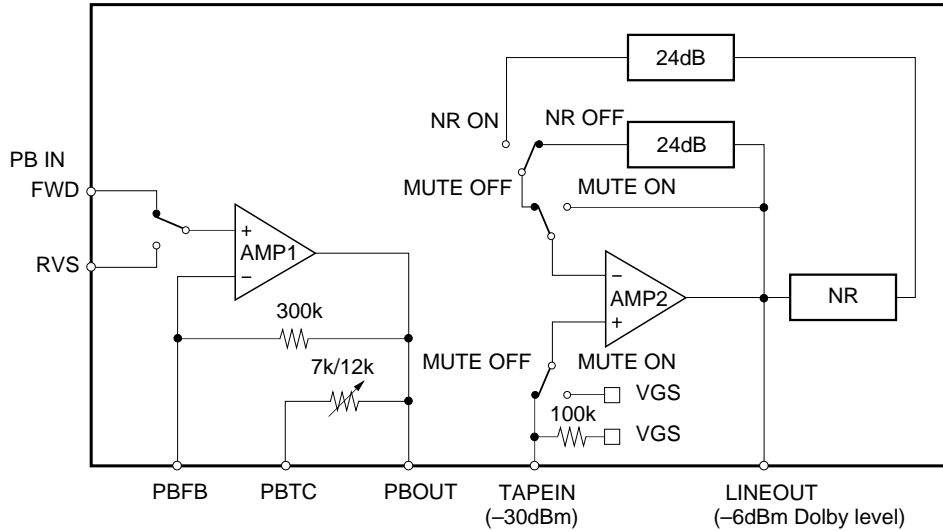 24dB
NR ON
NR OFF
24dB
PB IN
FWD
MUTE OFF
MUTE ON
+
AMP1
−
RVS
−
AMP2
+
NR
300k
7k/12k
MUTE OFF
MUTE ON
VGS
100k
VGS
PBFB
PBTC
PBOUT
TAPEIN
(–30dBm)
LINEOUT
(–6dBm Dolby level)